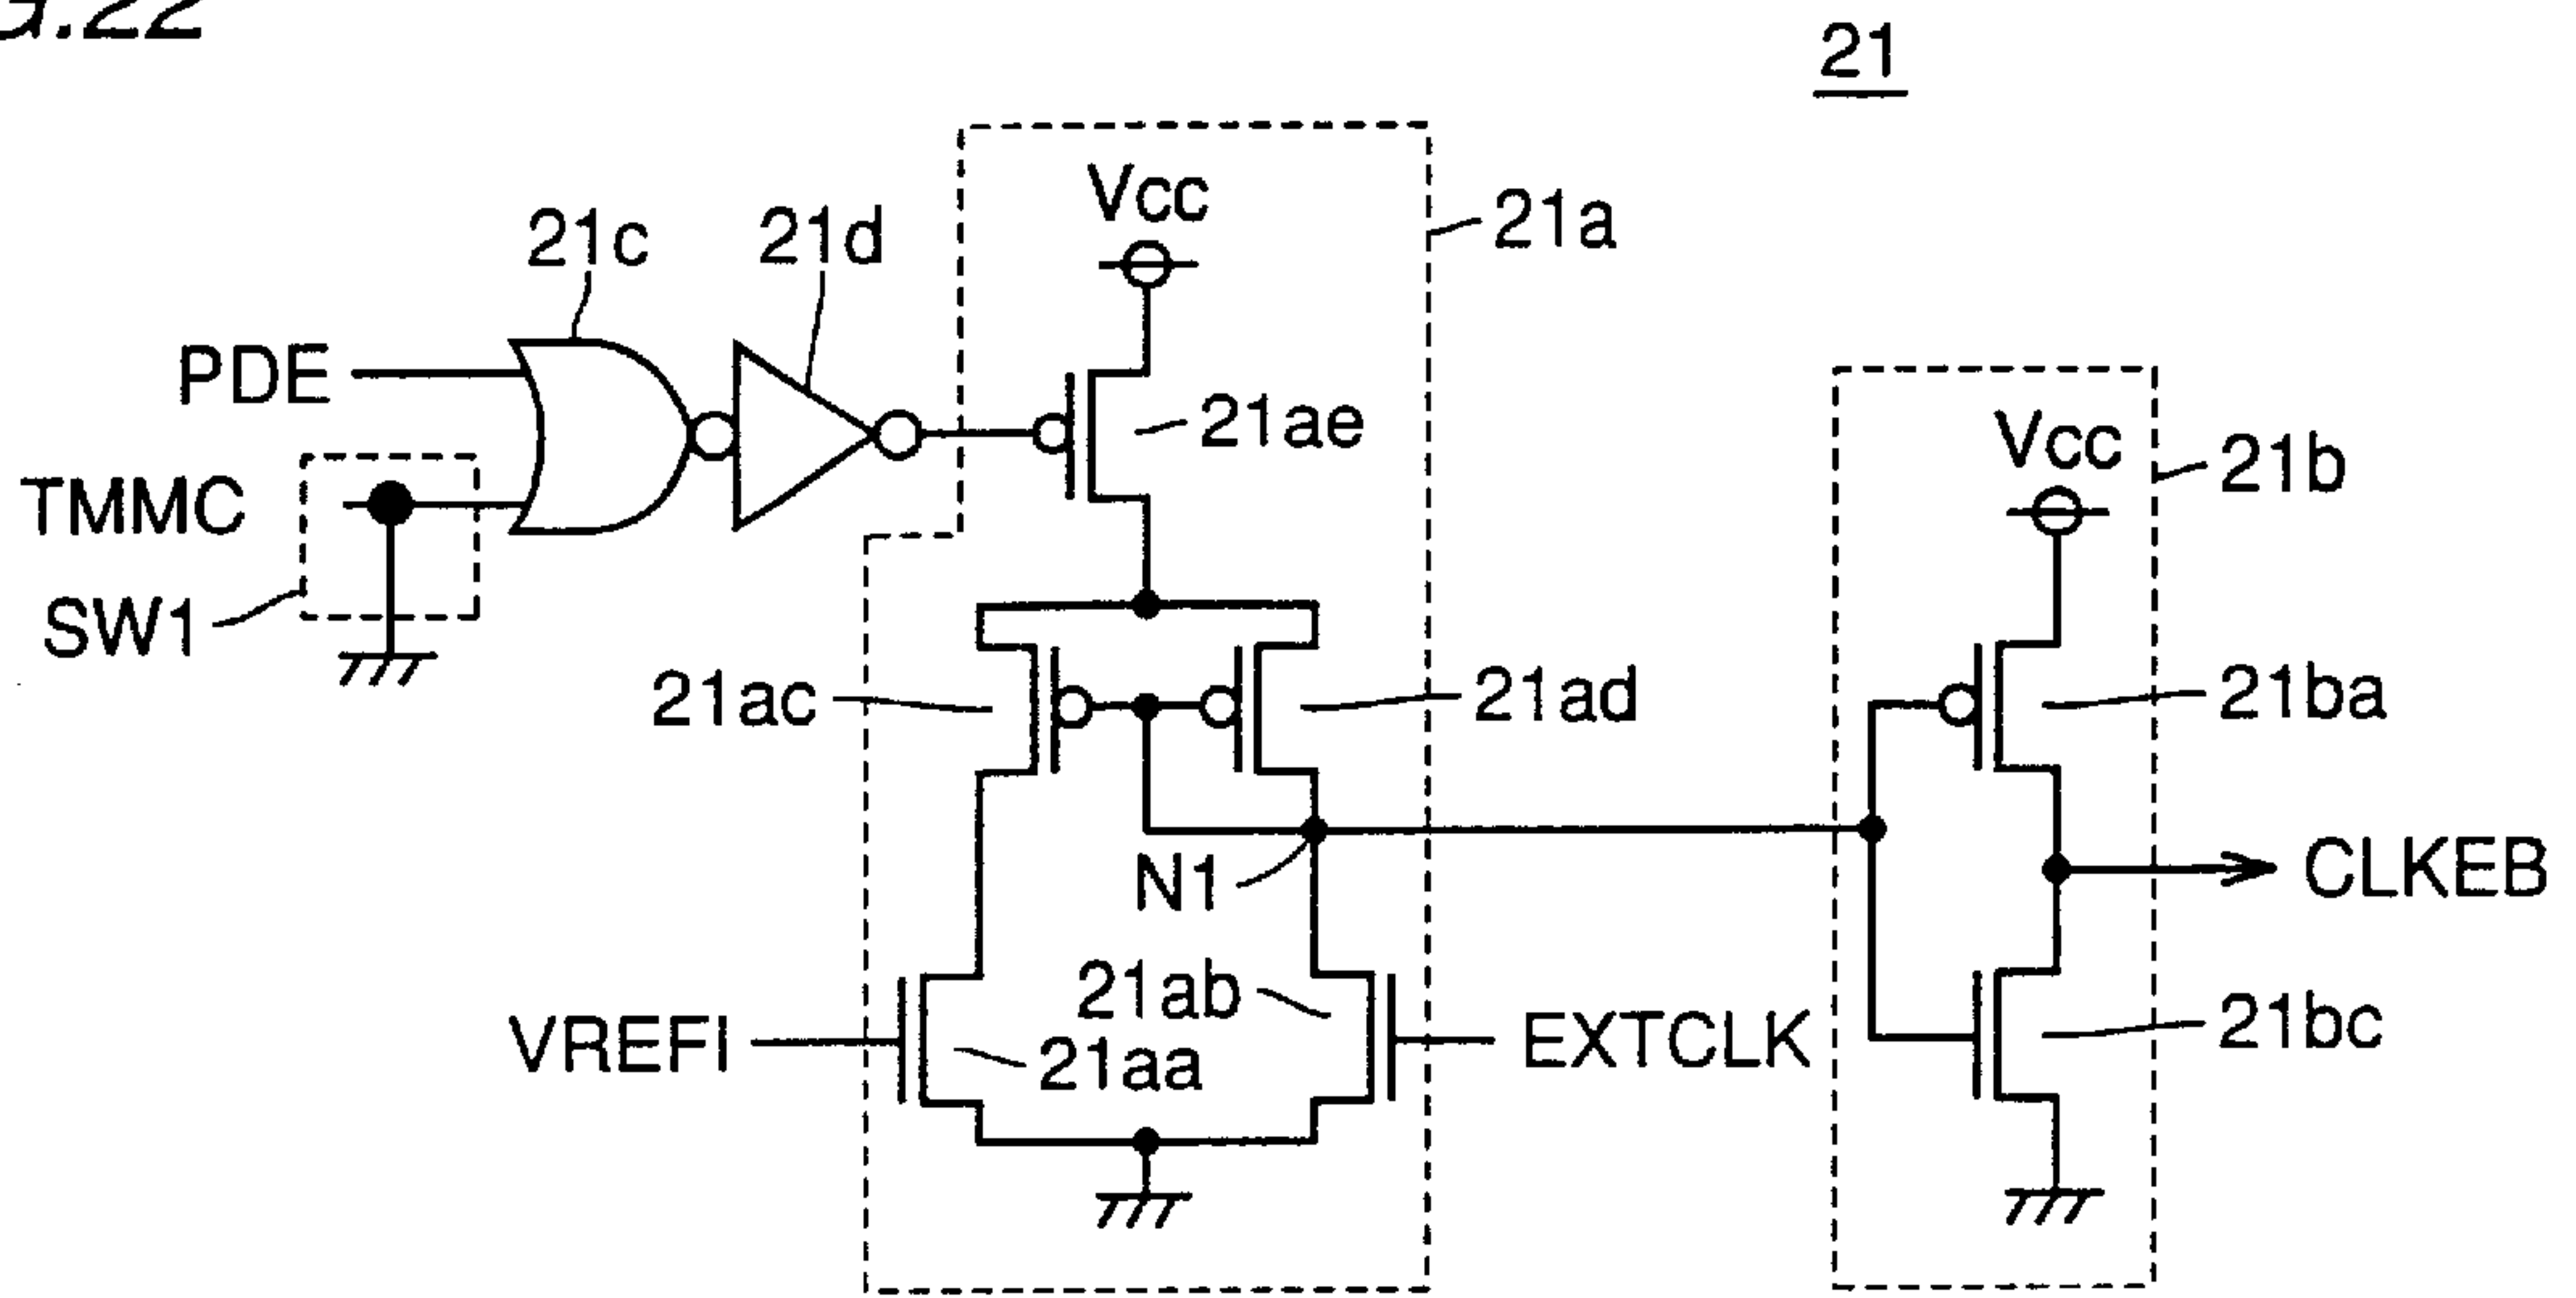 G.22
21
Vcc
21a
21c
21d
PDE
21ae
Vcc
21b
TMMC
SW1
21ac
21ad
21ba
N1
CLKEB
21ab
VREFI
21aa
EXTCLK
21bc